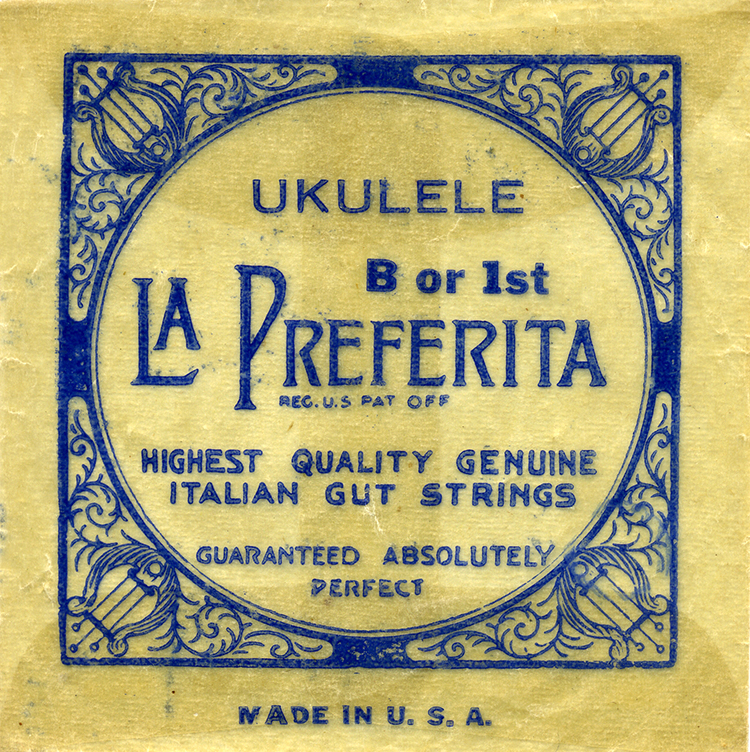 UKULELE
B or 1st
LA PREFERITA
REG. U.S PAT OFF
HIGHEST QUALITY GENUINE
ITALIAN GUT STRINGS
GUARANTEED ABSOLUTELY
PERFECT
MADE IN U. S. A.